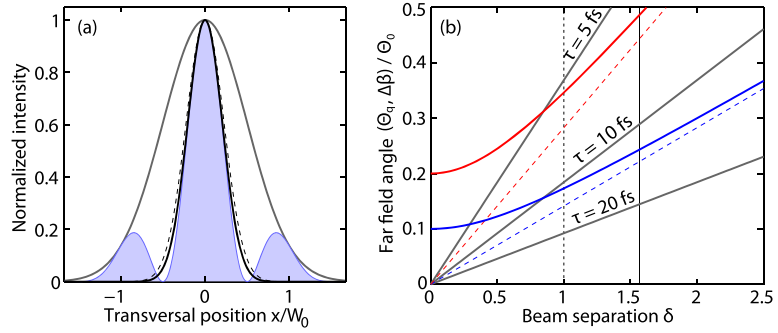 (a)
Normalized intensity
1
0.8
0.6
0.4
0.2
0
−1
0
1
Transversal position x/W₀
(b)
Far field angle (Θq, Δβ) / Θ₀
0.5
0.4
0.3
0.2
0.1
0.0
τ = 5 fs
τ = 10 fs
τ = 20 fs
0
0.5
1.0
1.5
2.0
2.5
Beam separation δ